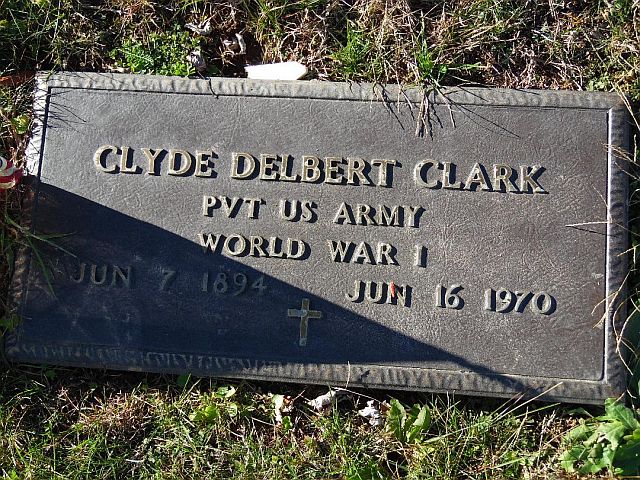 CLYDE DELBERT CLARK
PVT US ARMY
WORLD WAR I
JUN 7 1894 JUN 16 1970